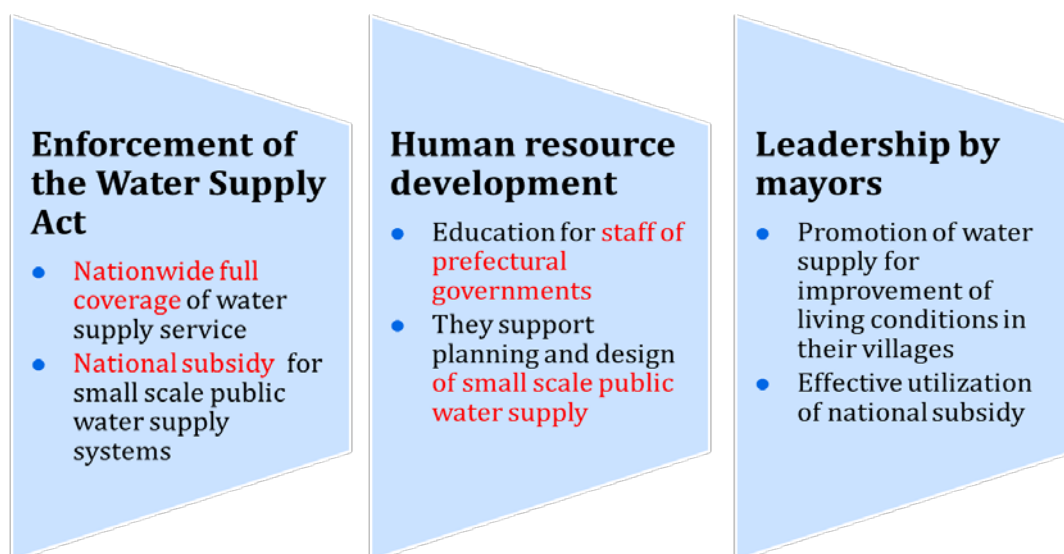 Enforcement of
the Water Supply
Act
● Nationwide full
coverage of water
supply service
● National subsidy for
small scale public
water supply
systems
Human resource
development
● Education for staff of
prefectural
governments
● They support
planning and design
of small scale public
water supply
Leadership by
mayors
● Promotion of water
supply for
improvement of
living conditions in
their villages
● Effective utilization
of national subsidy